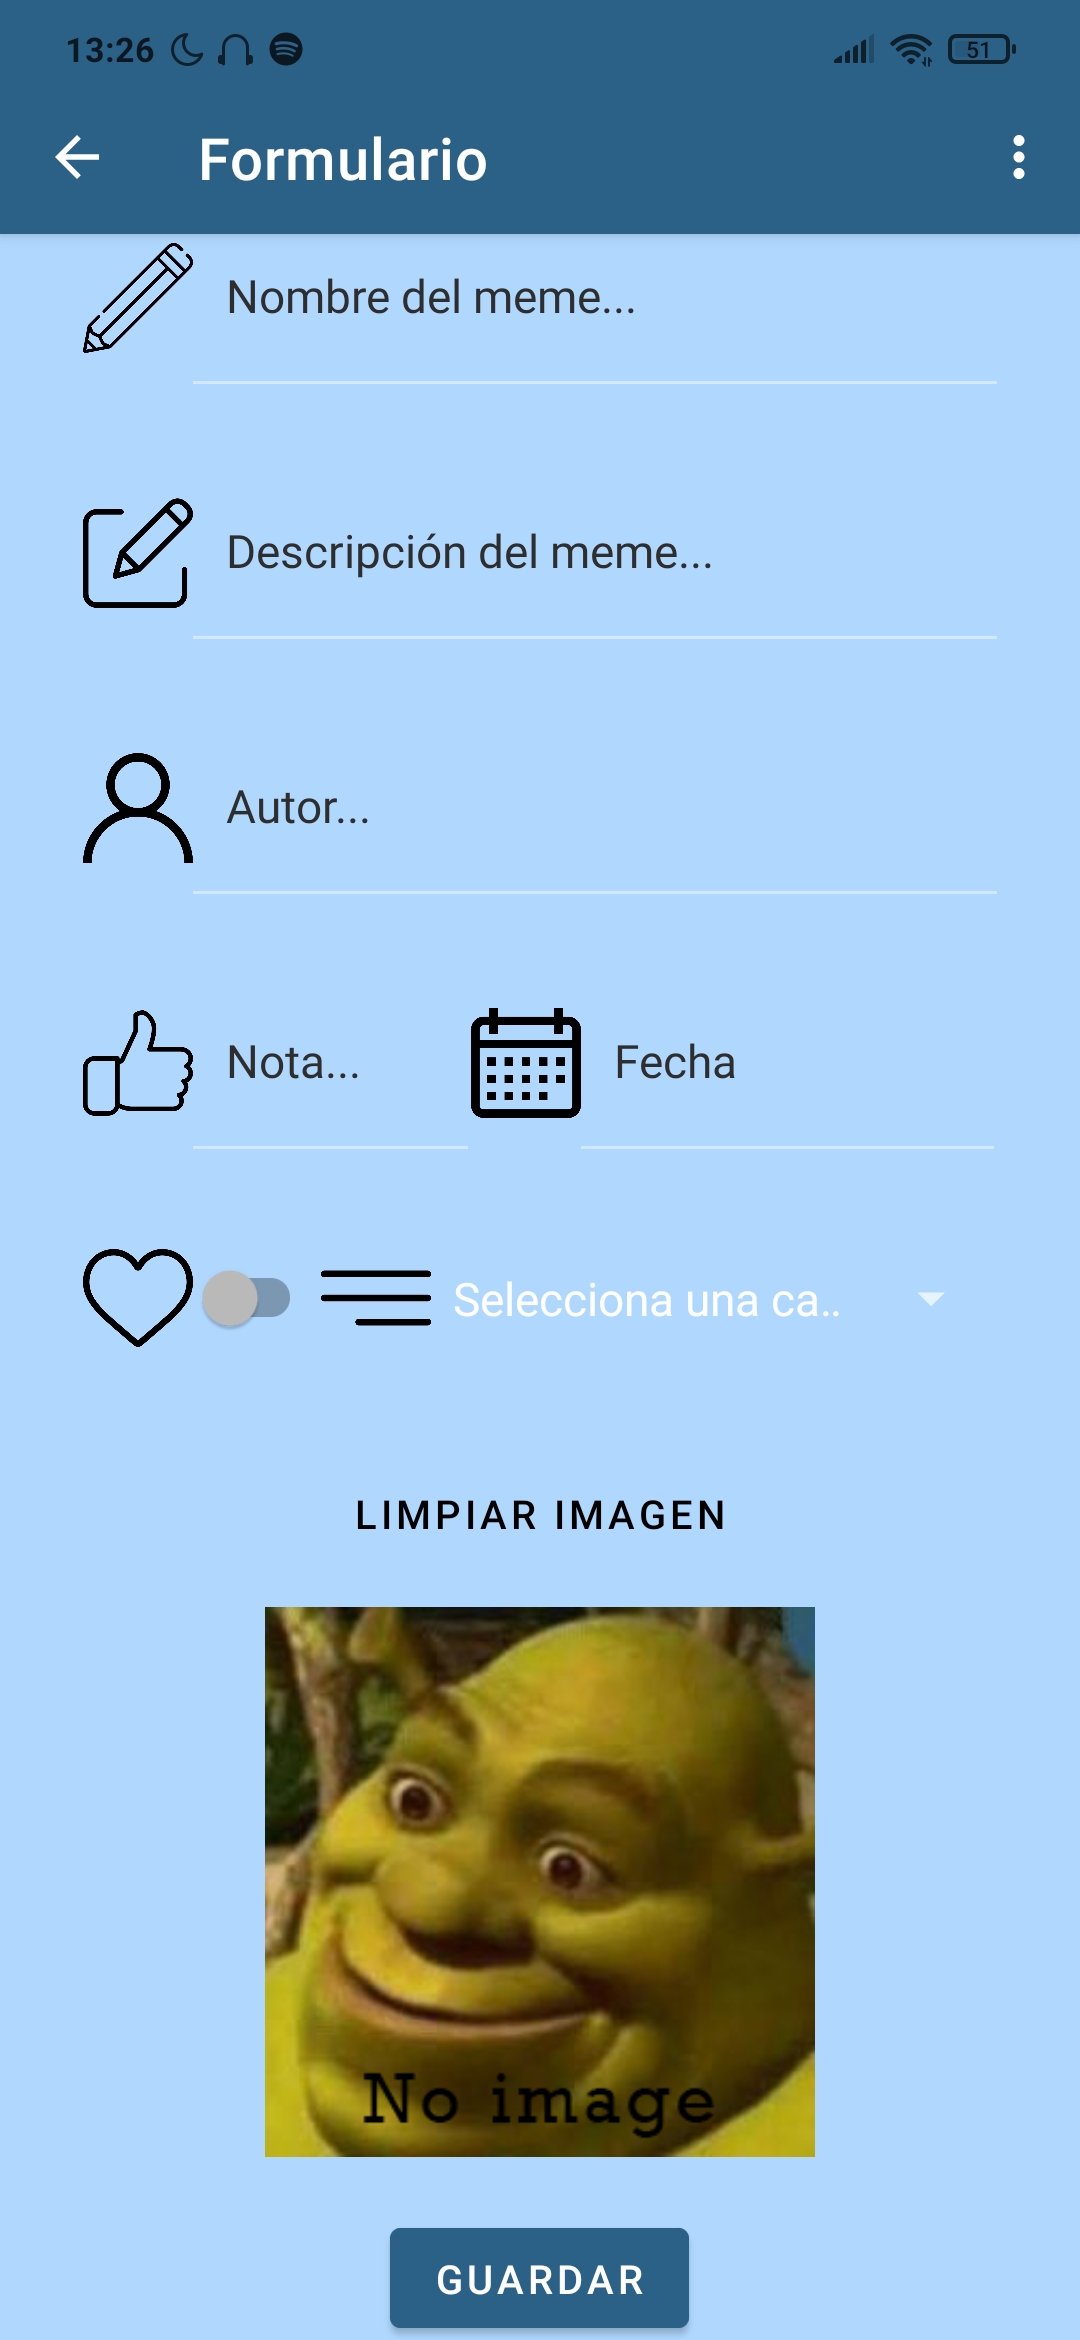 13:26 51
Formulario
Nombre del meme...
Descripción del meme...
Autor...
Nota... Fecha
Selecciona una ca..
LIMPIAR IMAGEN
No image
GUARDAR